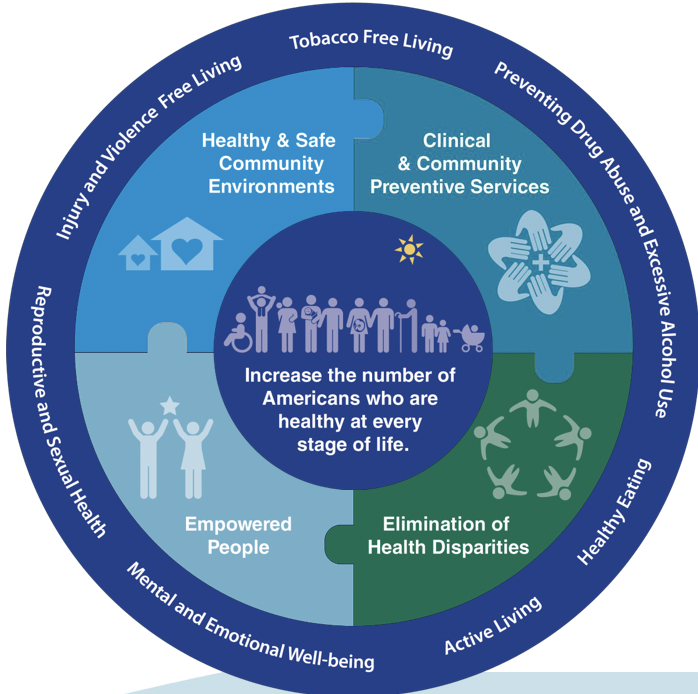 Tobacco Free Living
Preventing Drug Abuse and Excessive Alcohol Use
Healthy Eating
Active Living
Mental and Emotional Well-being
Reproductive and Sexual Health
Injury and Violence Free Living
Healthy & Safe
Community
Environments
Clinical
& Community
Preventive Services
Increase the number of
Americans who are
healthy at every
stage of life.
Empowered
People
Elimination of
Health Disparities